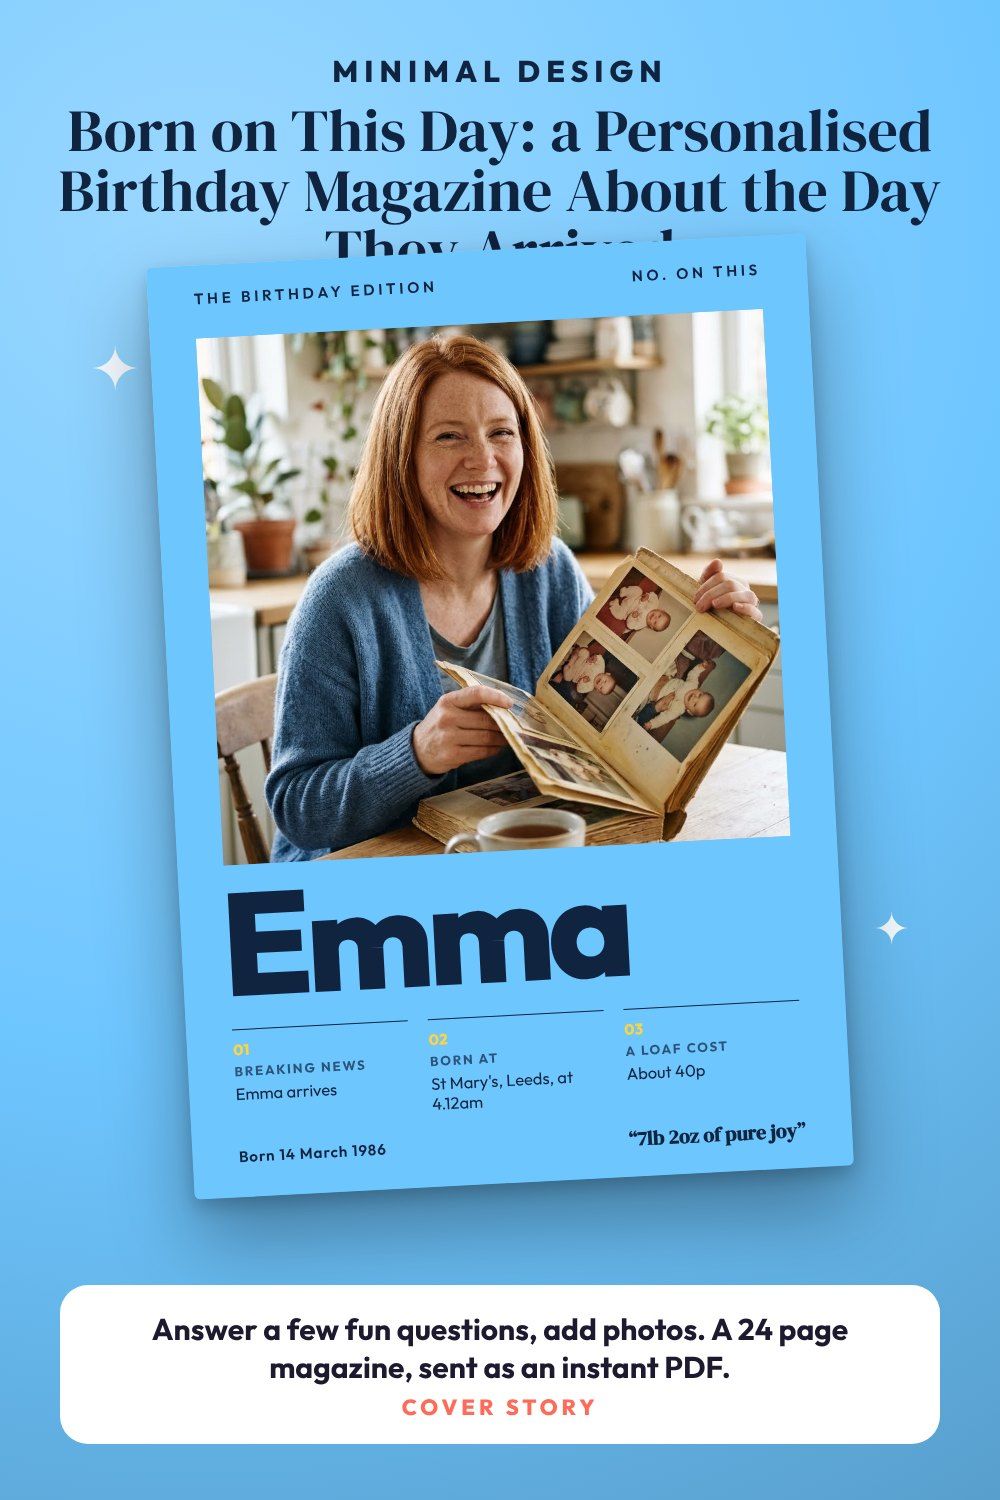 MINIMAL DESIGN
Born on This Day: a Personalised
Birthday Magazine About the Day
They Arrived
THE BIRTHDAY EDITION
NO. ON THIS
Emma
01
BREAKING NEWS
Emma arrives
02
BORN AT
St Mary's, Leeds, at
4.12am
03
A LOAF COST
About 40p
Born 14 March 1986
“7lb 2oz of pure joy”
Answer a few fun questions, add photos. A 24 page
magazine, sent as an instant PDF.
COVER STORY